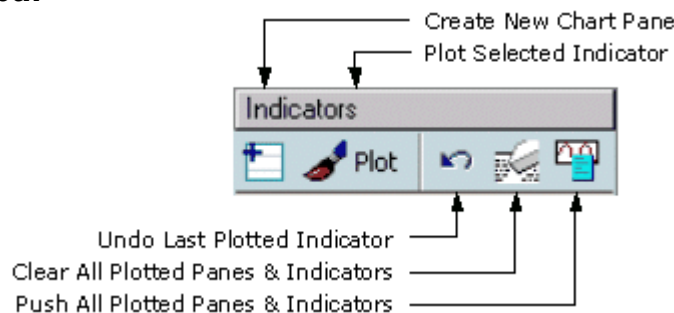 Create New Chart Pane
Plot Selected Indicator
Indicators
Plot
Undo Last Plotted Indicator
Clear All Plotted Panes & Indicators
Push All Plotted Panes & Indicators